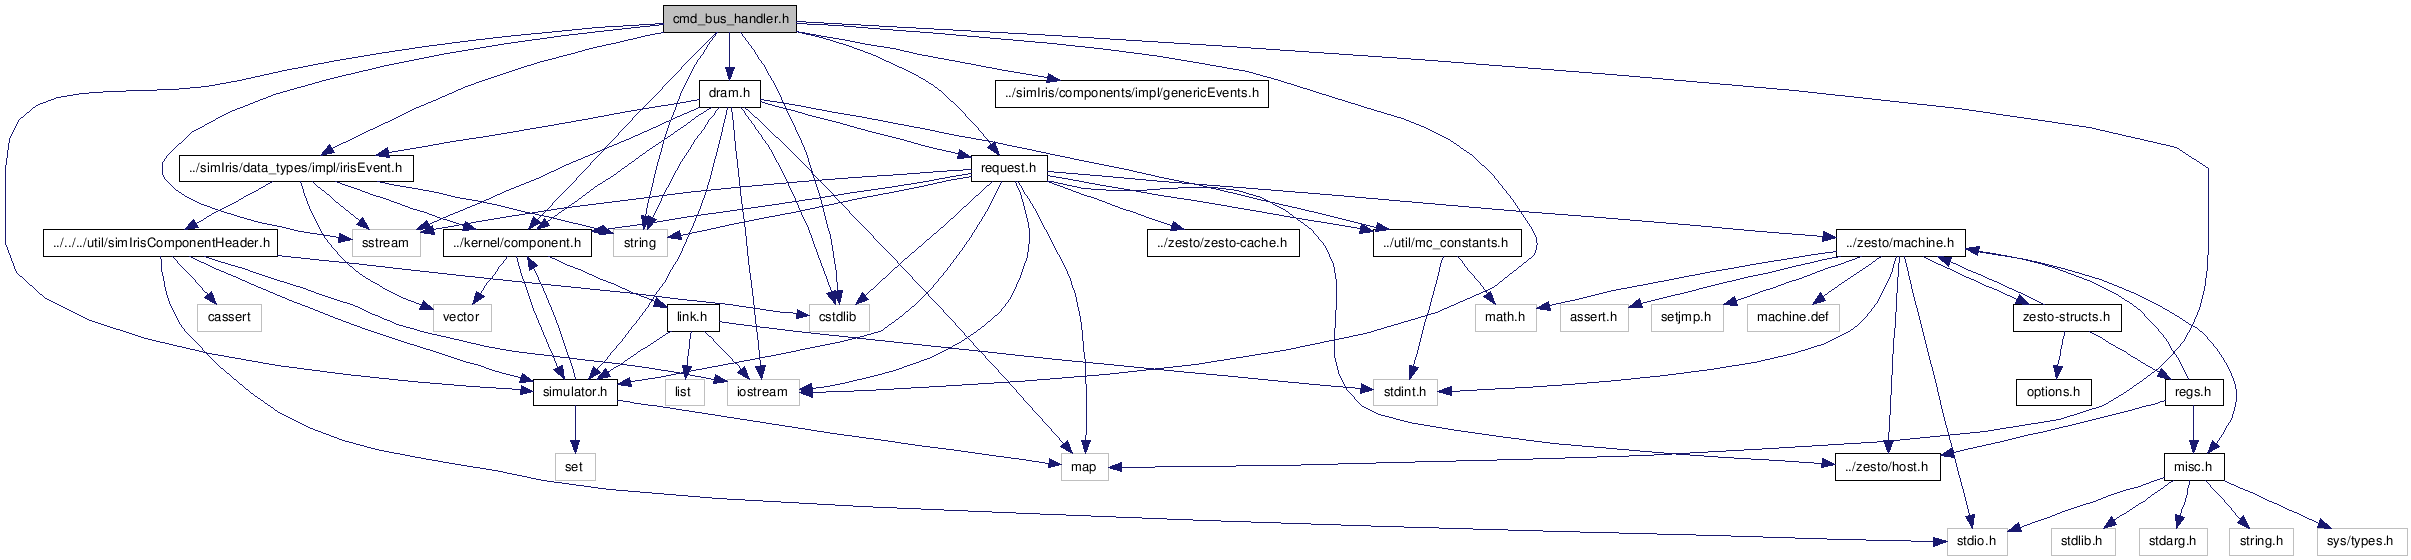 cmd_bus_handler.h
dram.h
../simIris/components/impl/genericEvents.h
../simIris/data_types/impl/irisEvent.h
request.h
../../../util/simIrisComponentHeader.h
sstream
../kernel/component.h
string
../zesto/zesto-cache.h
../util/mc_constants.h
../zesto/machine.h
cassert
vector
link.h
cstdlib
math.h
assert.h
setjmp.h
machine.def
zesto-structs.h
simulator.h
list
iostream
stdint.h
options.h
regs.h
set
map
../zesto/host.h
misc.h
stdio.h
stdlib.h
stdarg.h
string.h
sys/types.h